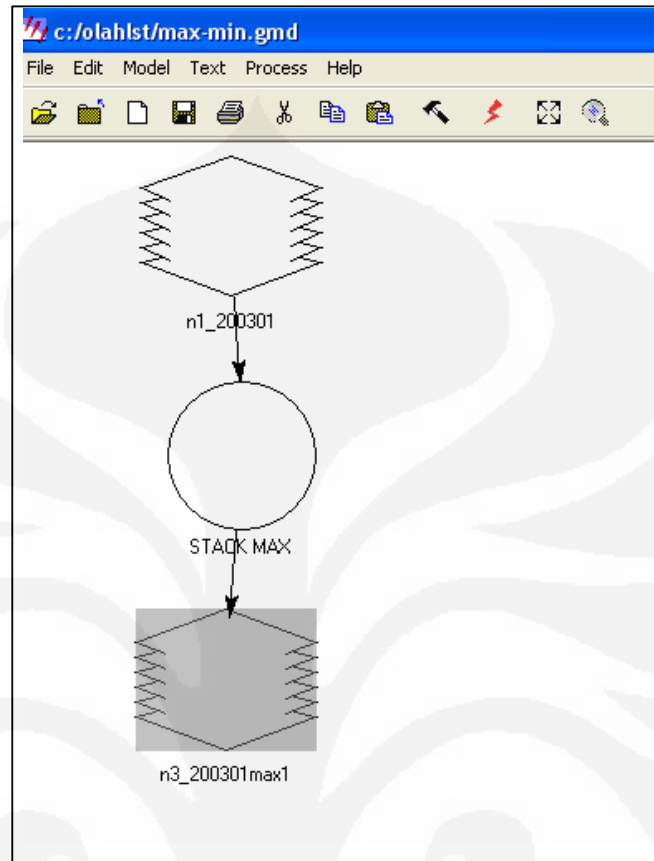 c:/olahlst/max-min.gmd
File Edit Model Text Process Help
n1_200301
STACK MAX
n3_200301max1